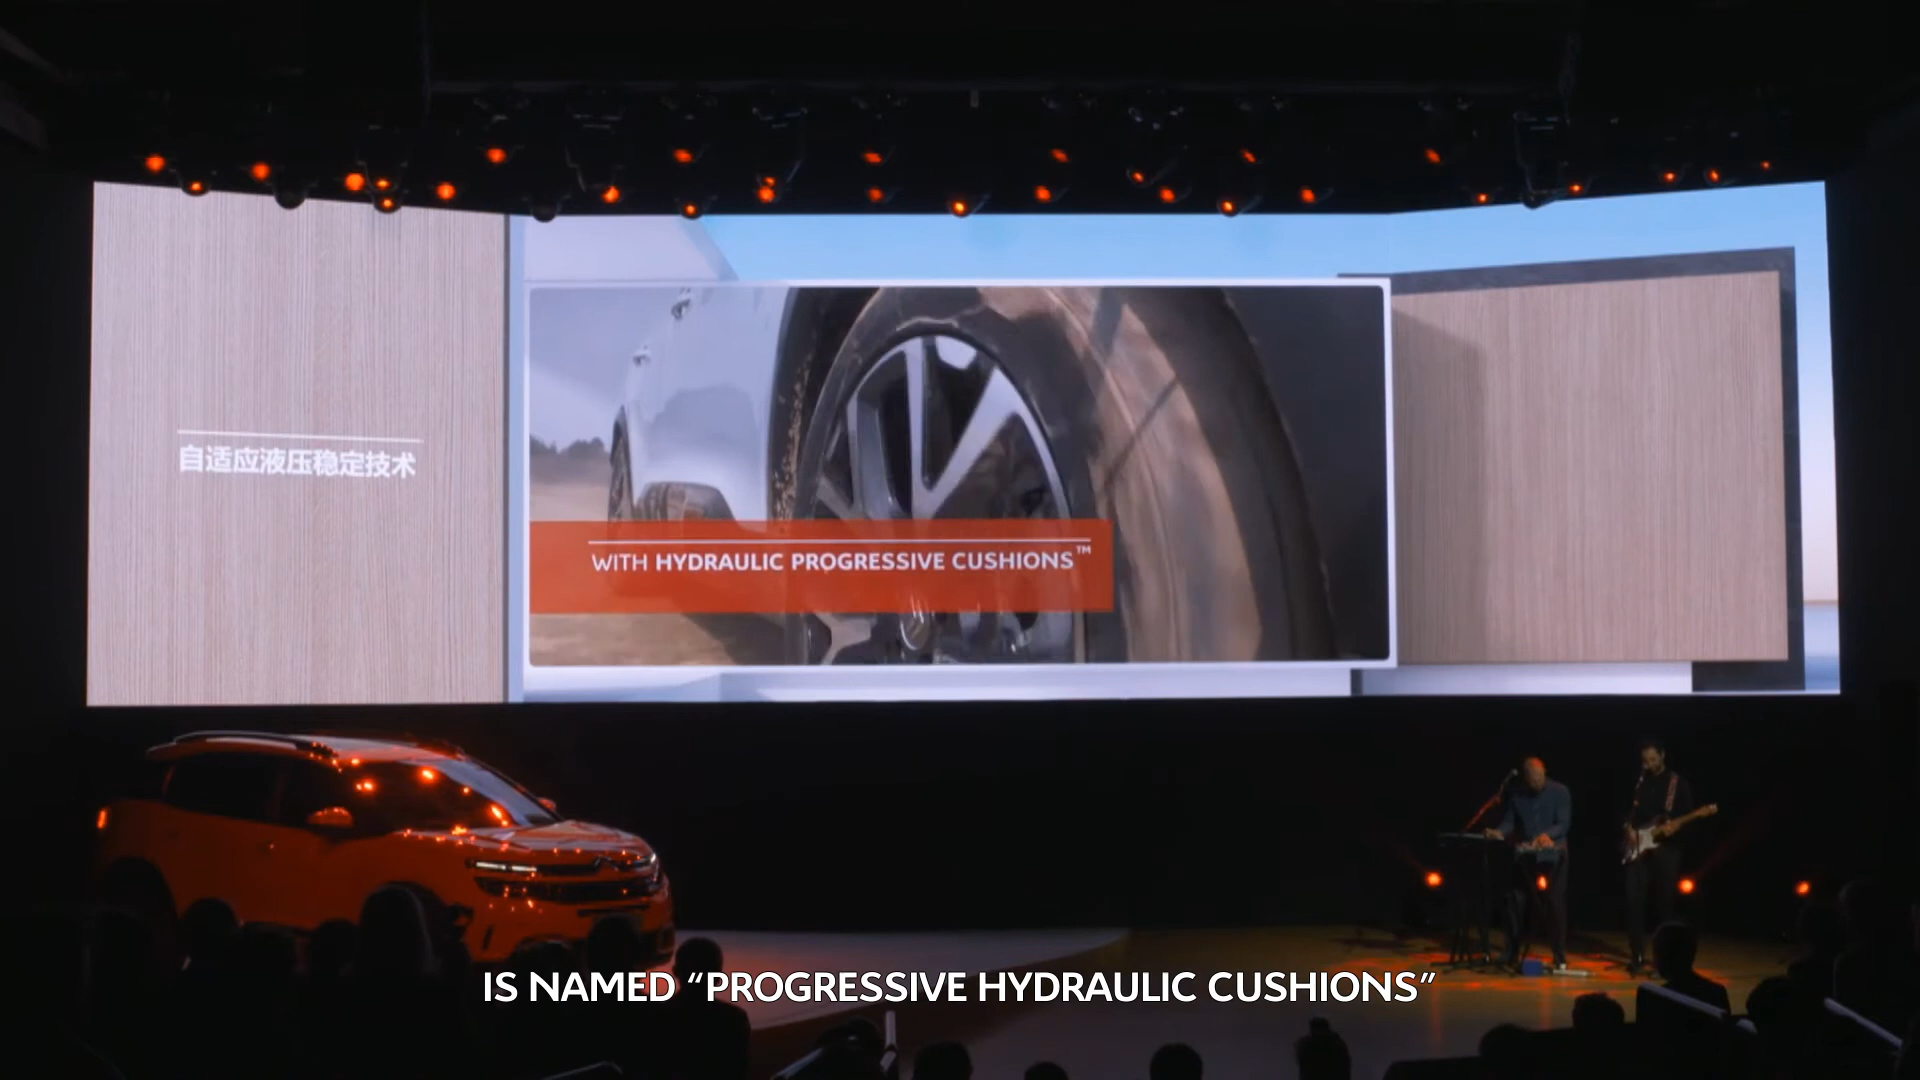 自适应液压稳定技术
WITH HYDRAULIC PROGRESSIVE CUSHIONS™
IS NAMED “PROGRESSIVE HYDRAULIC CUSHIONS”